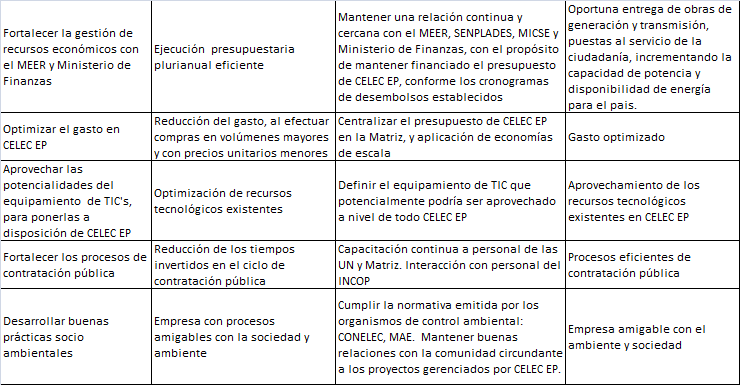 Fortalecer la gestión de
recursos económicos con
el MEER y Ministerio de
Finanzas
Ejecución presupuestaria
plurianual eficiente
Mantener una relación continua y
cercana con el MEER, SENPLADES, MICSE y
Ministerio de Finanzas, con el propósito
de mantener financiado el presupuesto
de CELEC EP, conforme los cronogramas
de desembolsos establecidos
Oportuna entrega de obras de
generación y transmisión,
puestas al servicio de la
ciudadanía, incrementando la
capacidad de potencia y
disponibilidad de energía
para el pais.
Optimizar el gasto en
CELEC EP
Reducción del gasto, al efectuar
compras en volúmenes mayores
y con precios unitarios menores
Centralizar el presupuesto de CELEC EP
en la Matriz, y aplicación de economías
de escala
Gasto optimizado
Aprovechar las
potencialidades del
equipamiento de TIC's,
para ponerlas a
disposición de CELEC EP
Optimización de recursos
tecnológicos existentes
Definir el equipamiento de TIC que
potencialmente podría ser aprovechado
a nivel de todo CELEC EP
Aprovechamiento de los
recursos tecnológicos
existentes en CELEC EP
Fortalecer los procesos de
contratación pública
Reducción de los tiempos
invertidos en el ciclo de
contratación pública
Capacitación continua a personal de las
UN y Matriz. Interacción con personal del
INCOP
Procesos eficientes de
contratación pública
Desarrollar buenas
prácticas socio
ambientales
Empresa con procesos
amigables con la sociedad y
ambiente
Cumplir la normativa emitida por los
organismos de control ambiental:
CONELEC, MAE. Mantener buenas
relaciones con la comunidad circundante
a los proyectos gerenciados por CELEC EP.
Empresa amigable con el
ambiente y sociedad